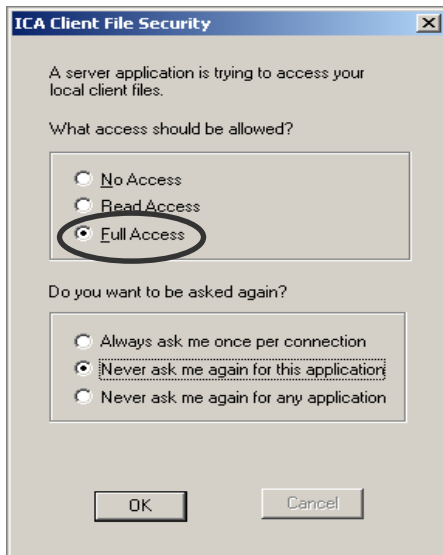 ICA Client File Security
A server application is trying to access your
local client files.
What access should be allowed?
No Access
Read Access
Full Access
Do you want to be asked again?
Always ask me once per connection
Never ask me again for this application
Never ask me again for any application
OK
Cancel